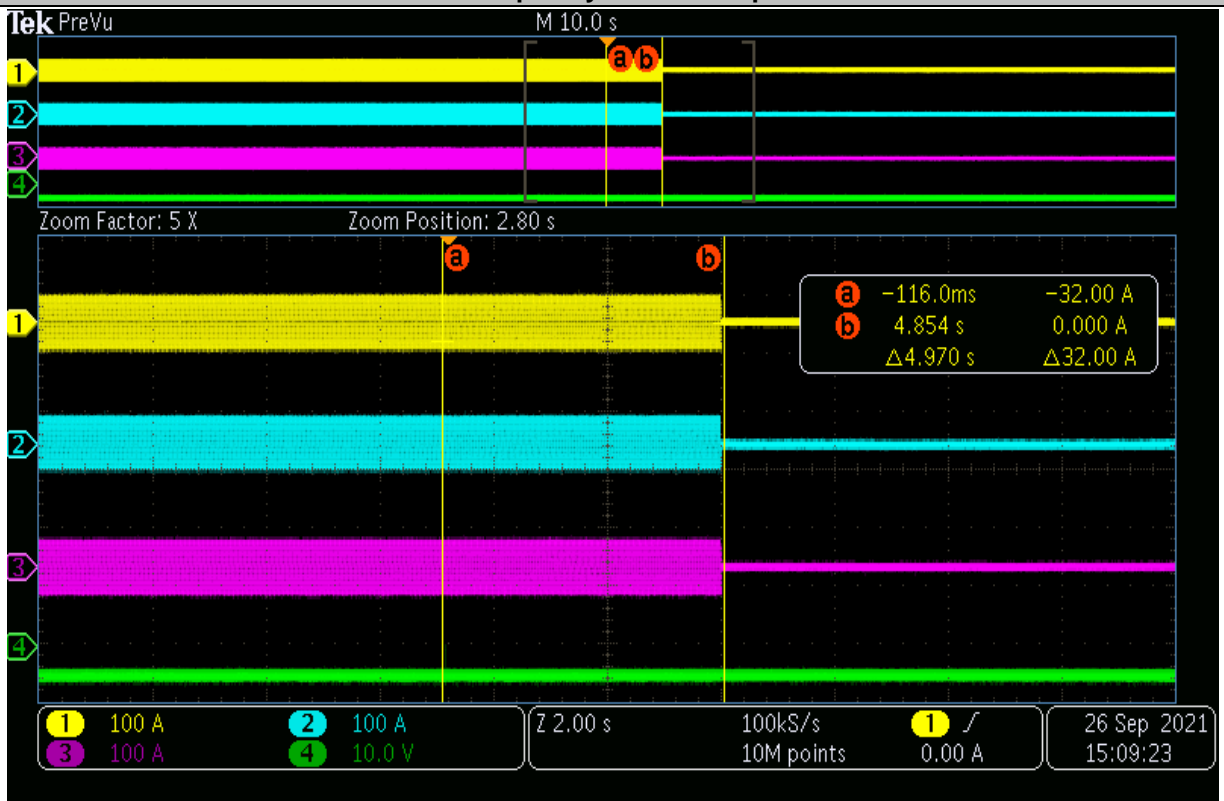 Tek PreVu M 10.0 s
a b
1
2
3
4
Zoom Factor: 5 X Zoom Position: 2.80 s
a b
a -116.0ms -32.00 A
b 4.854 s 0.000 A
Δ4.970 s Δ32.00 A
1
2
3
4
1 100 A 2 100 A Z 2.00 s 100kS/s 1 26 Sep 2021
3 100 A 4 10.0 V 10M points 0.00 A 15:09:23